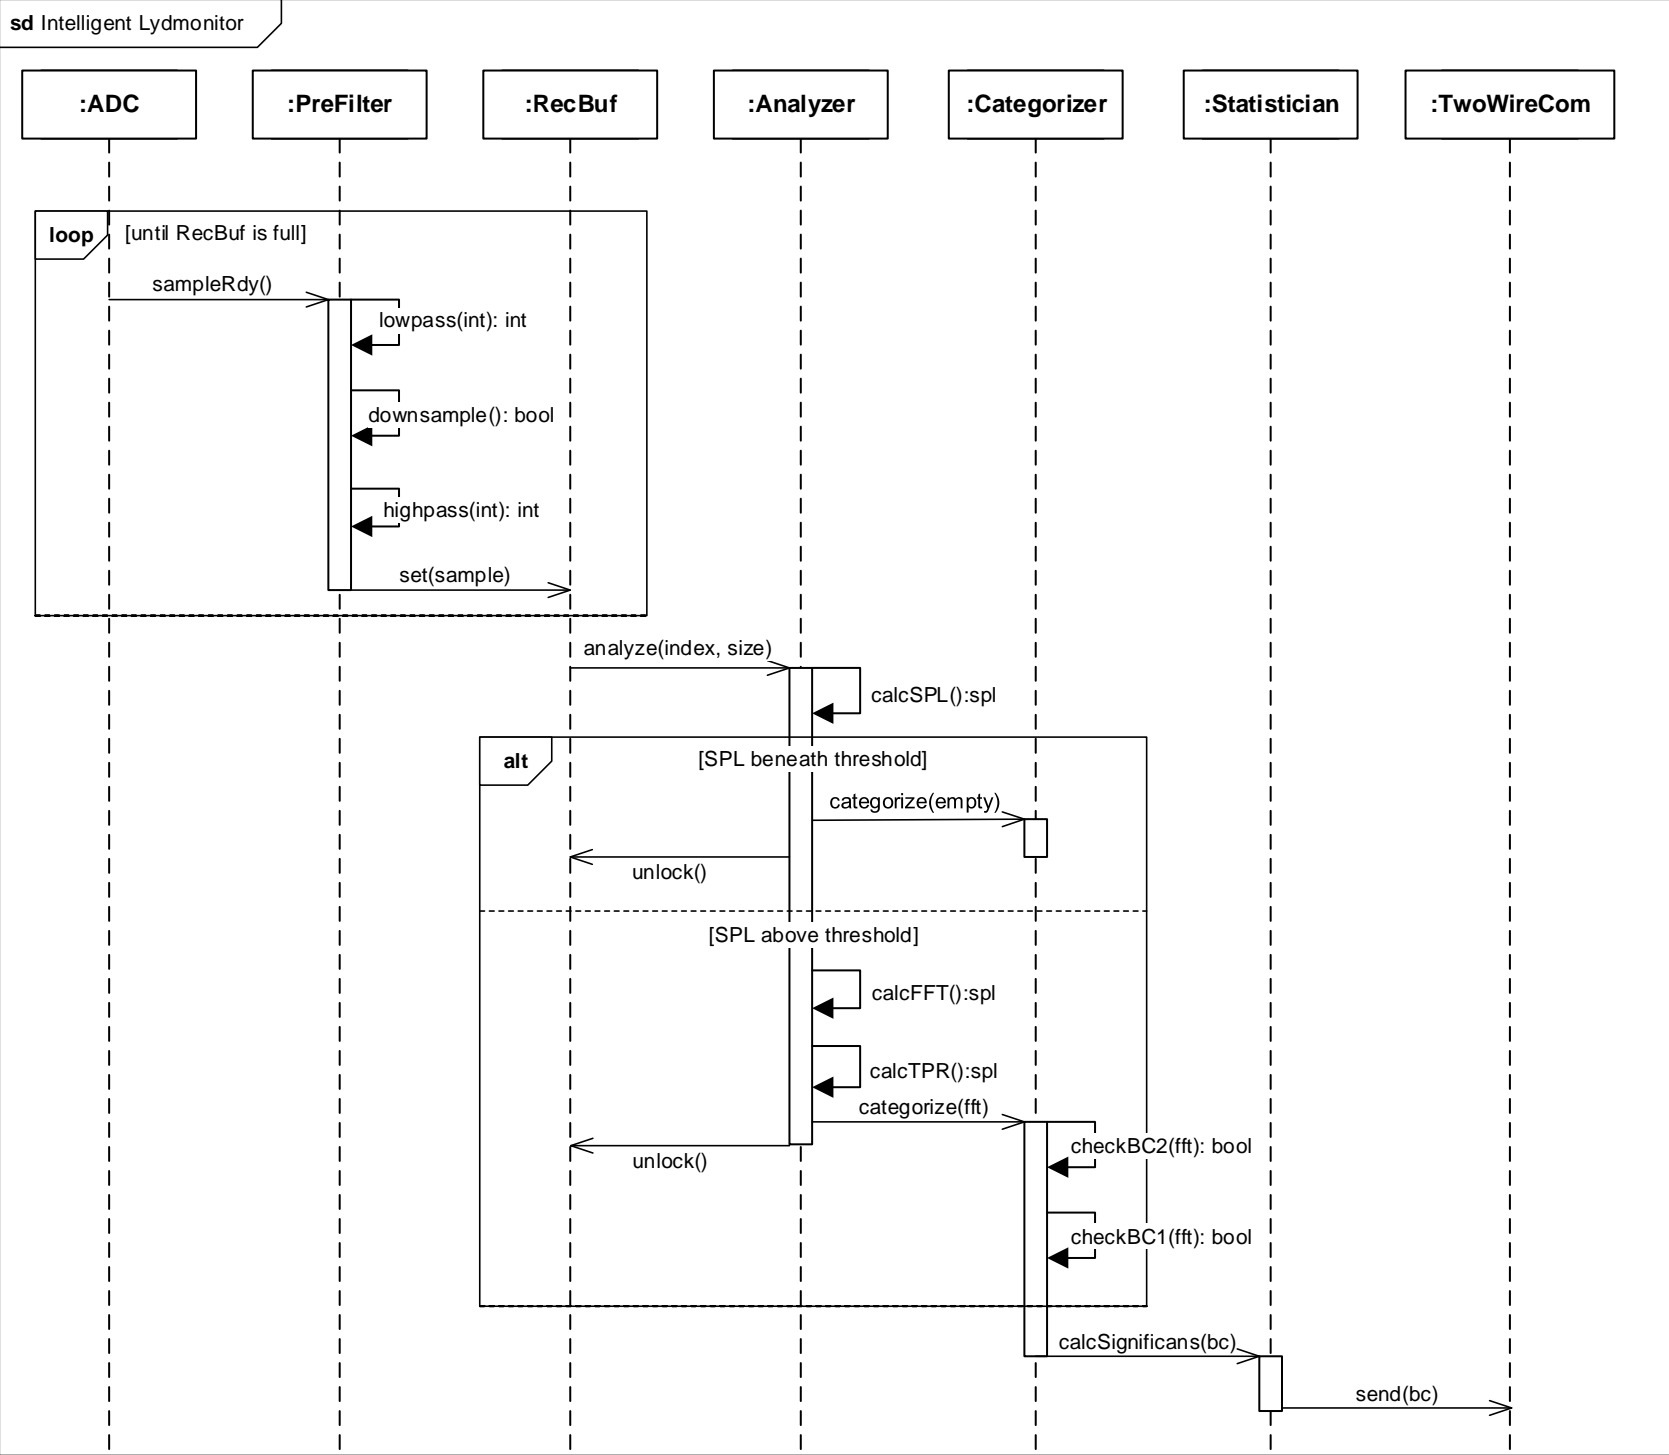 sd Intelligent Lydmonitor
:ADC
:PreFilter
:RecBuf
:Analyzer
:Categorizer
:Statistician
:TwoWireCom
loop
[until RecBuf is full]
sampleRdy()
lowpass(int): int
downsample(): bool
highpass(int): int
set(sample)
analyze(index, size)
calcSPL():spl
alt
[SPL beneath threshold]
categorize(empty)
unlock()
[SPL above threshold]
calcFFT():spl
calcTPR():spl
categorize(fft)
checkBC2(fft): bool
unlock()
checkBC1(fft): bool
calcSignificans(bc)
send(bc)